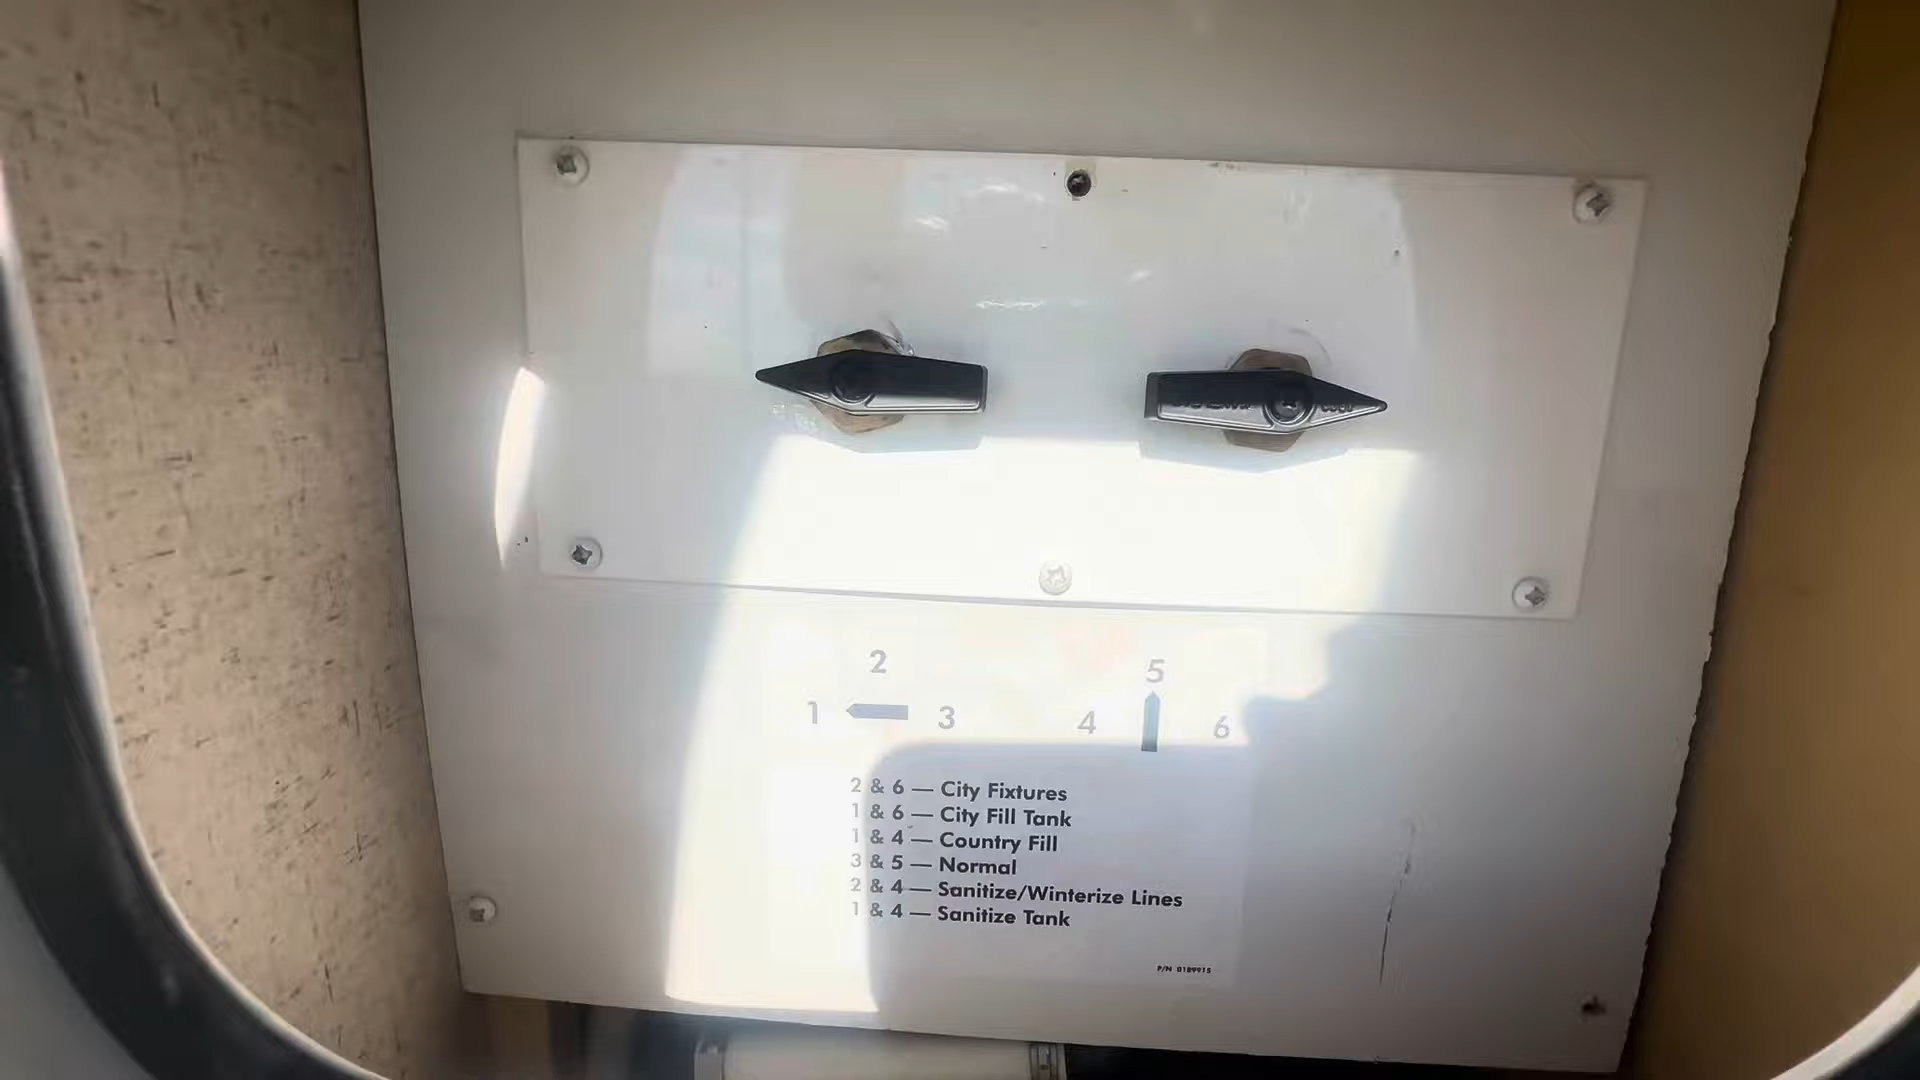 2
5
1
3
4
6
2 & 6 — City Fixtures
1 & 6 — City Fill Tank
1 & 4 — Country Fill
3 & 5 — Normal
2 & 4 — Sanitize/Winterize Lines
1 & 4 — Sanitize Tank
P/N 0189915